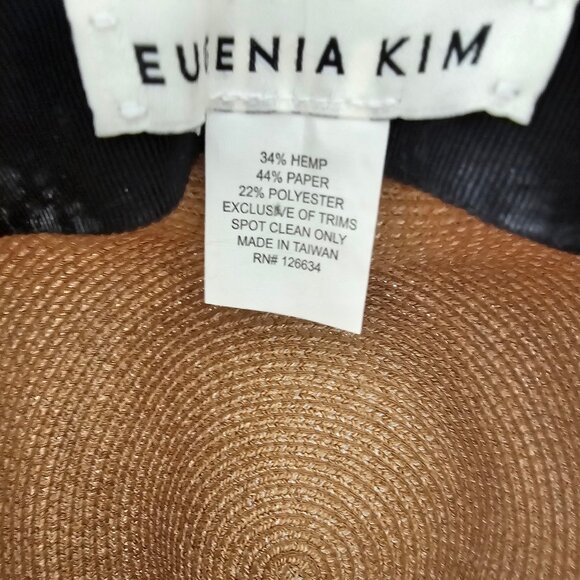 EUGENIA KIM
34% HEMP
44% PAPER
22% POLYESTER
EXCLUSIVE OF TRIMS
SPOT CLEAN ONLY
MADE IN TAIWAN
RN# 126634